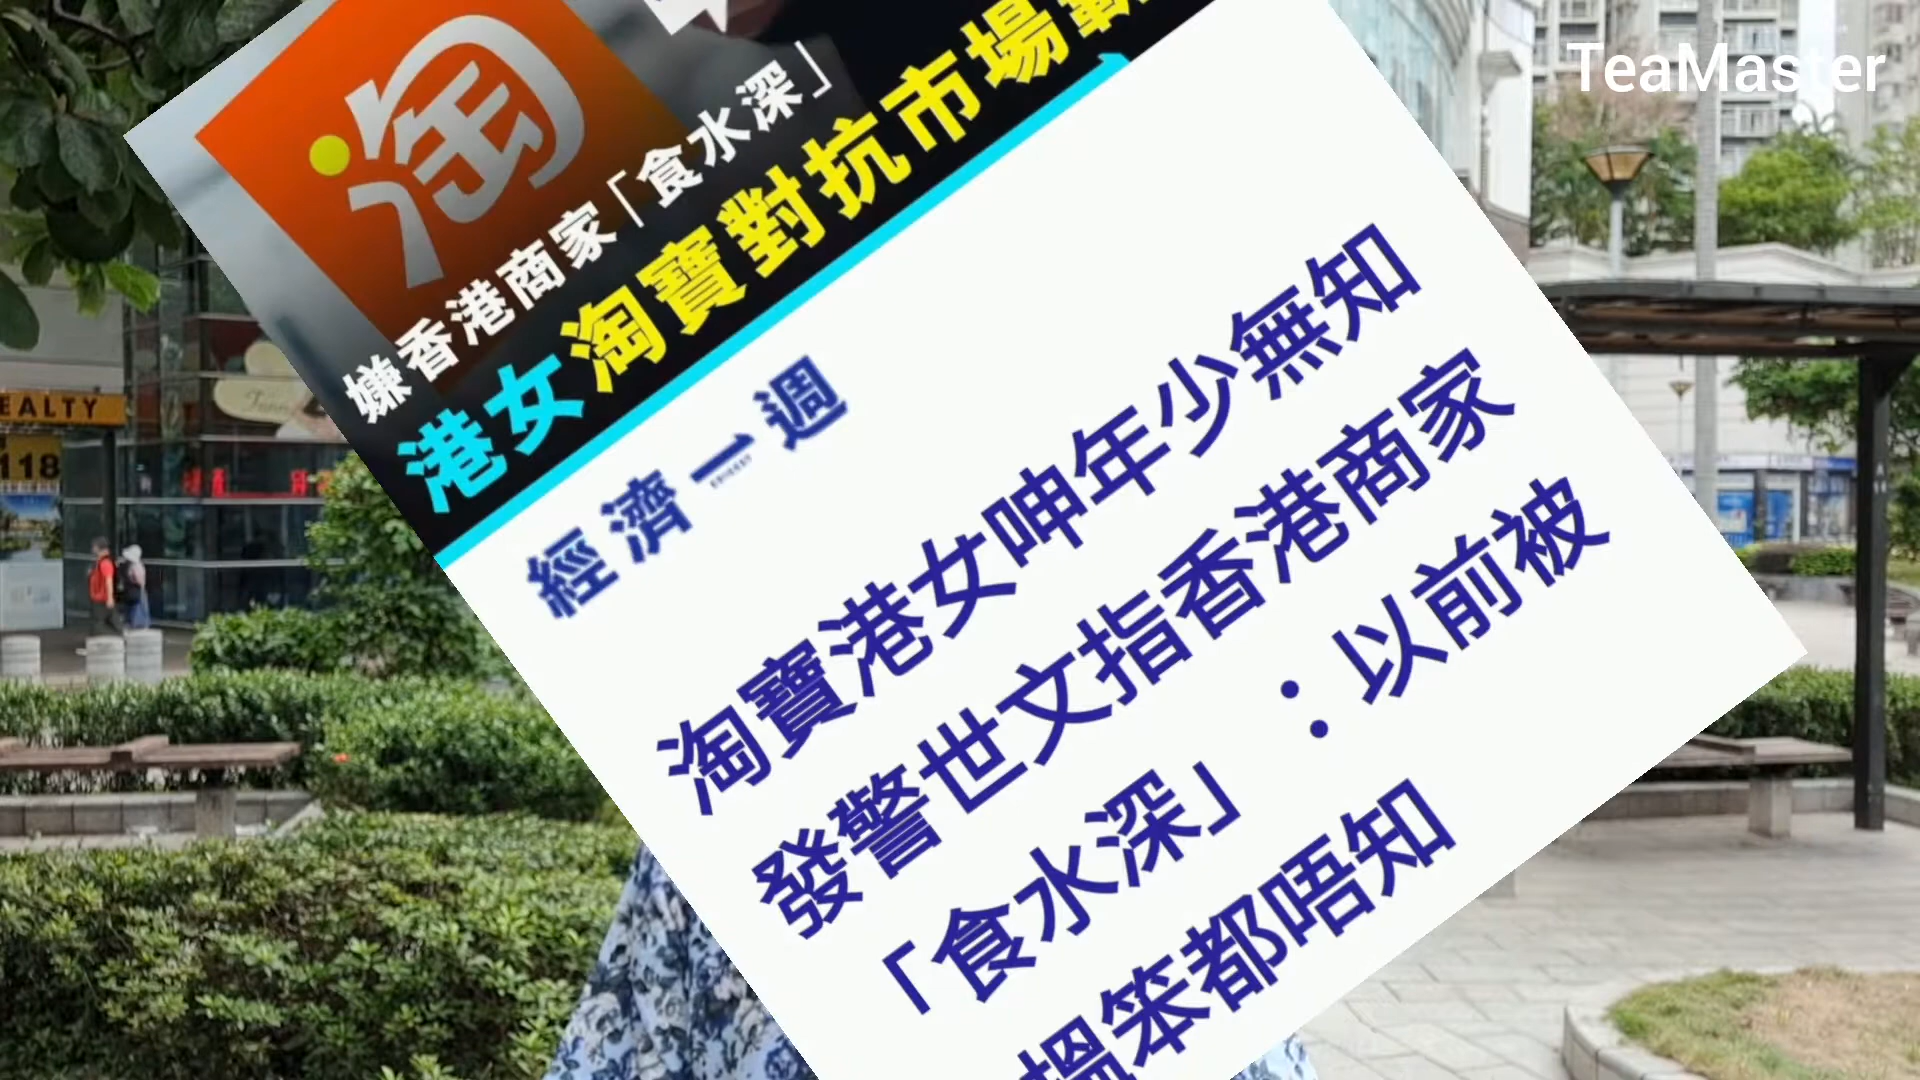 TeaMaster
淘
嫌香港商家「食水深」
港女淘寶對抗市場
經濟一週
淘寶港女呻年少無知
發警世文指香港商家
「食水深」：以前被
搵笨都唔知
EALTY
118